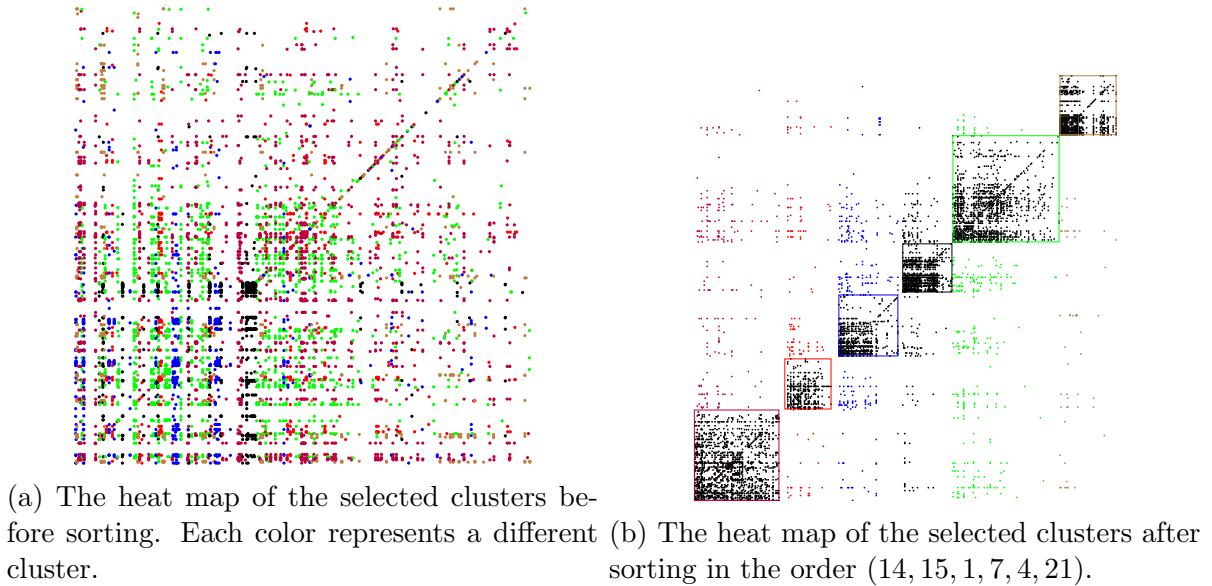 (a) The heat map of the selected clusters be-
fore sorting. Each color represents a different
cluster.
(b) The heat map of the selected clusters after
sorting in the order (14, 15, 1, 7, 4, 21).